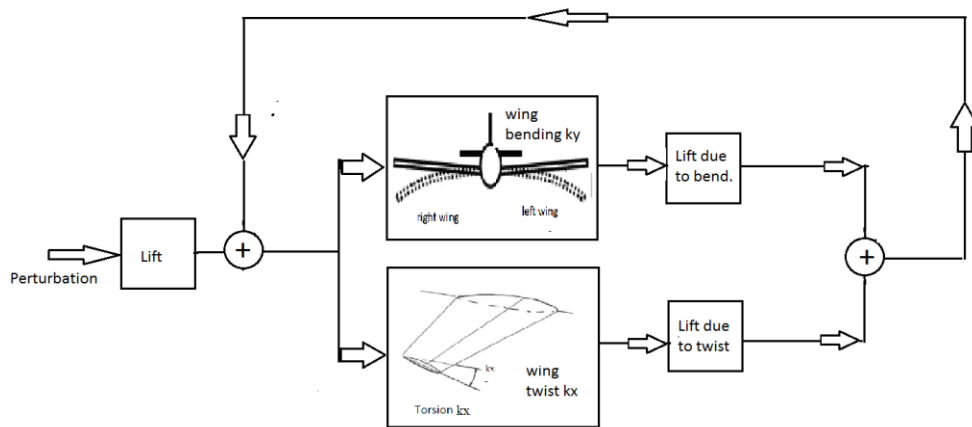 wing
bending ky
right wing
left wing
Lift due
to bend.
Perturbation
Lift
+
+
kx
Torsion kx
wing
twist kx
Lift due
to twist